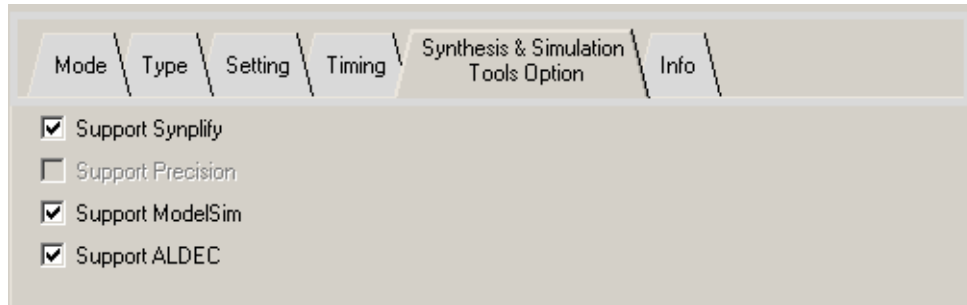 Mode Type Setting Timing Synthesis & Simulation Tools Option Info
Support Synplify
Support Precision
Support ModelSim
Support ALDEC